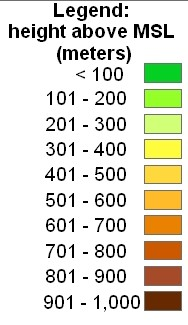 Legend:
height above MSL
(meters)
< 100
101 - 200
201 - 300
301 - 400
401 - 500
501 - 600
601 - 700
701 - 800
801 - 900
901 - 1,000